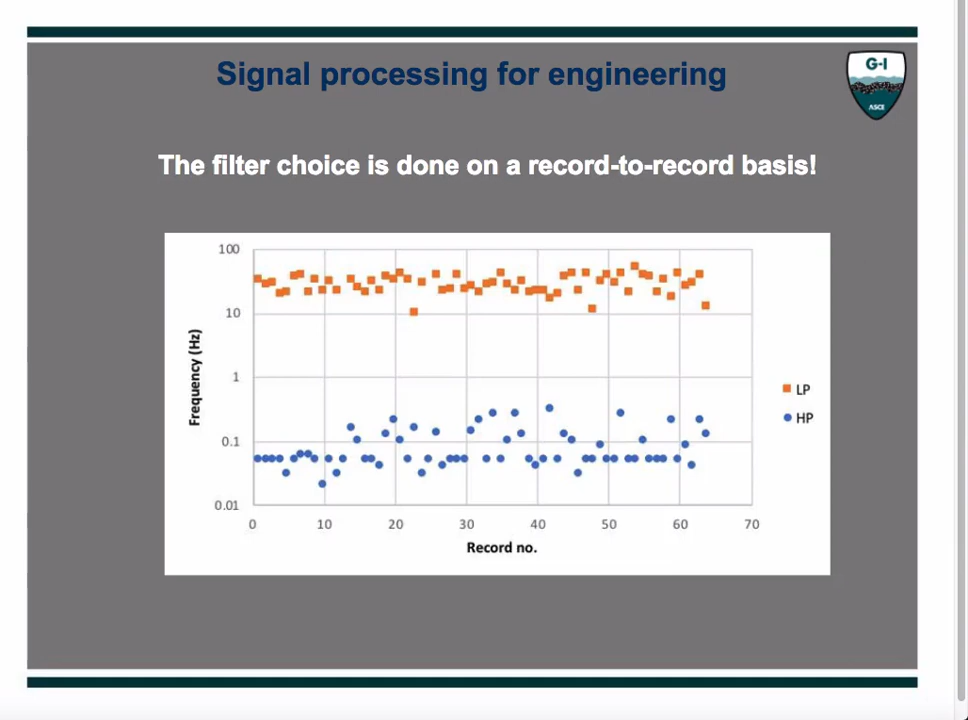 Signal processing for engineering
G-I
ASCE
The filter choice is done on a record-to-record basis!
100
10
1
0.1
0.01
Frequency (Hz)
0 10 20 30 40 50 60 70
Record no.
LP
HP